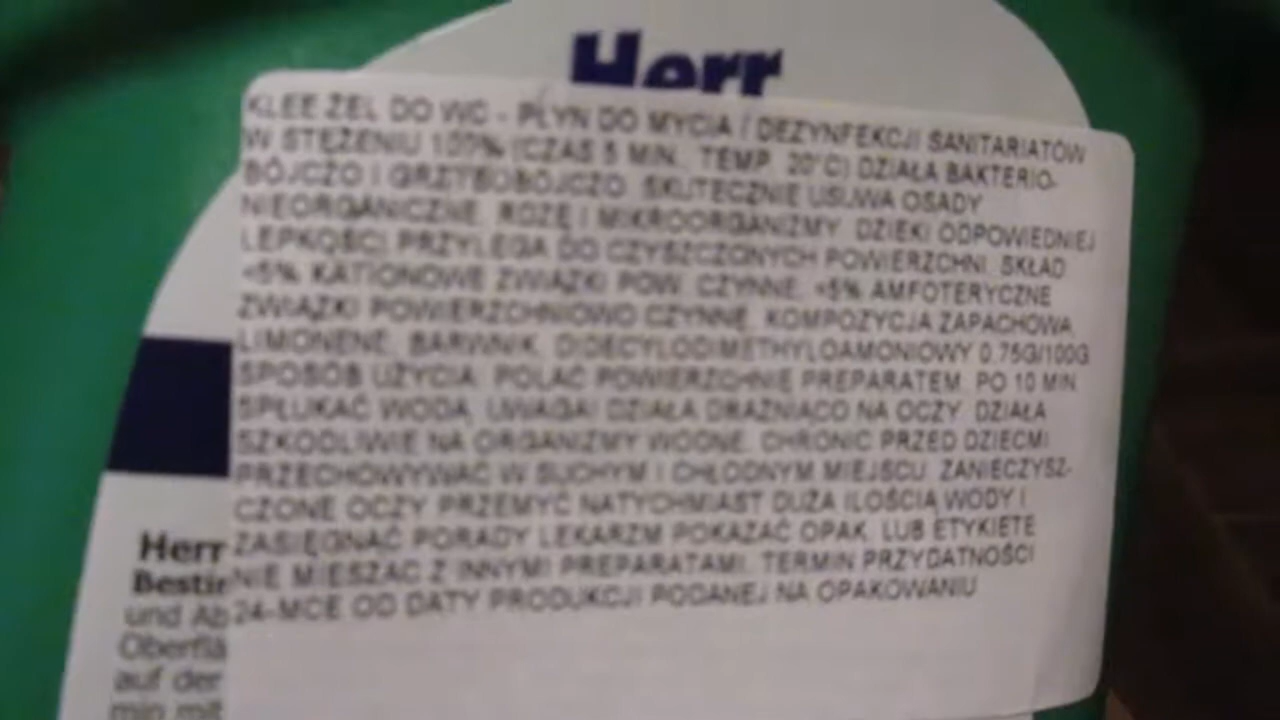 Herr
KLEE ŻEL DO WC - PŁYN DO MYCIA / DEZYNFEKCJI SANITARIATÓW
W STĘŻENIU 100% (CZAS 5 MIN., TEMP. 20°C) DZIAŁA BAKTERIO-
BÓJCZO I GRZYBOBÓJCZO. SKUTECZNIE USUWA OSADY
NIEORGANICZNE, RDZĘ I MIKROORGANIZMY. DZIEKI ODPOWIEDNIEJ
LEPKOŚCI PRZYLEGA DO CZYSZCZONYCH POWIERZCHNI. SKŁAD
<5% KATIONOWE ZWIĄZKI POW. CZYNNE, <5% AMFOTERYCZNE
ZWIĄZKI POWIERZCHNIOWO CZYNNE, KOMPOZYCJA ZAPACHOWA,
LIMONENE, BARWNIK, DIDECYLODIMETHYLOAMONIOWY 0.75G/100G
SPOSÓB UŻYCIA: POLAĆ POWIERZCHNIĘ PREPARATEM. PO 10 MIN.
SPŁUKAĆ WODĄ. UWAGA! DZIAŁA DRAŻNIĄCO NA OCZY. DZIAŁA
SZKODLIWIE NA ORGANIZMY WODNE. CHRONIĆ PRZED DZIEĆMI
PRZECHOWYWAĆ W SUCHYM I CHŁODNYM MIEJSCU. ZANIECZYSZ-
CZONE OCZY PRZEMYĆ NATYCHMIAST DUŻĄ ILOŚCIĄ WODY I
ZASIĘGNĄĆ PORADY LEKARZM POKAZAĆ OPAK. LUB ETYKIETE
NIE MIESZAĆ Z INNYMI PREPARATAMI. TERMIN PRZYDATNOŚCI
24-MCE OD DATY PRODUKCJI PODANEJ NA OPAKOWANIU
Herr
Bestin
und Ab
Oberflä
auf der
min mit